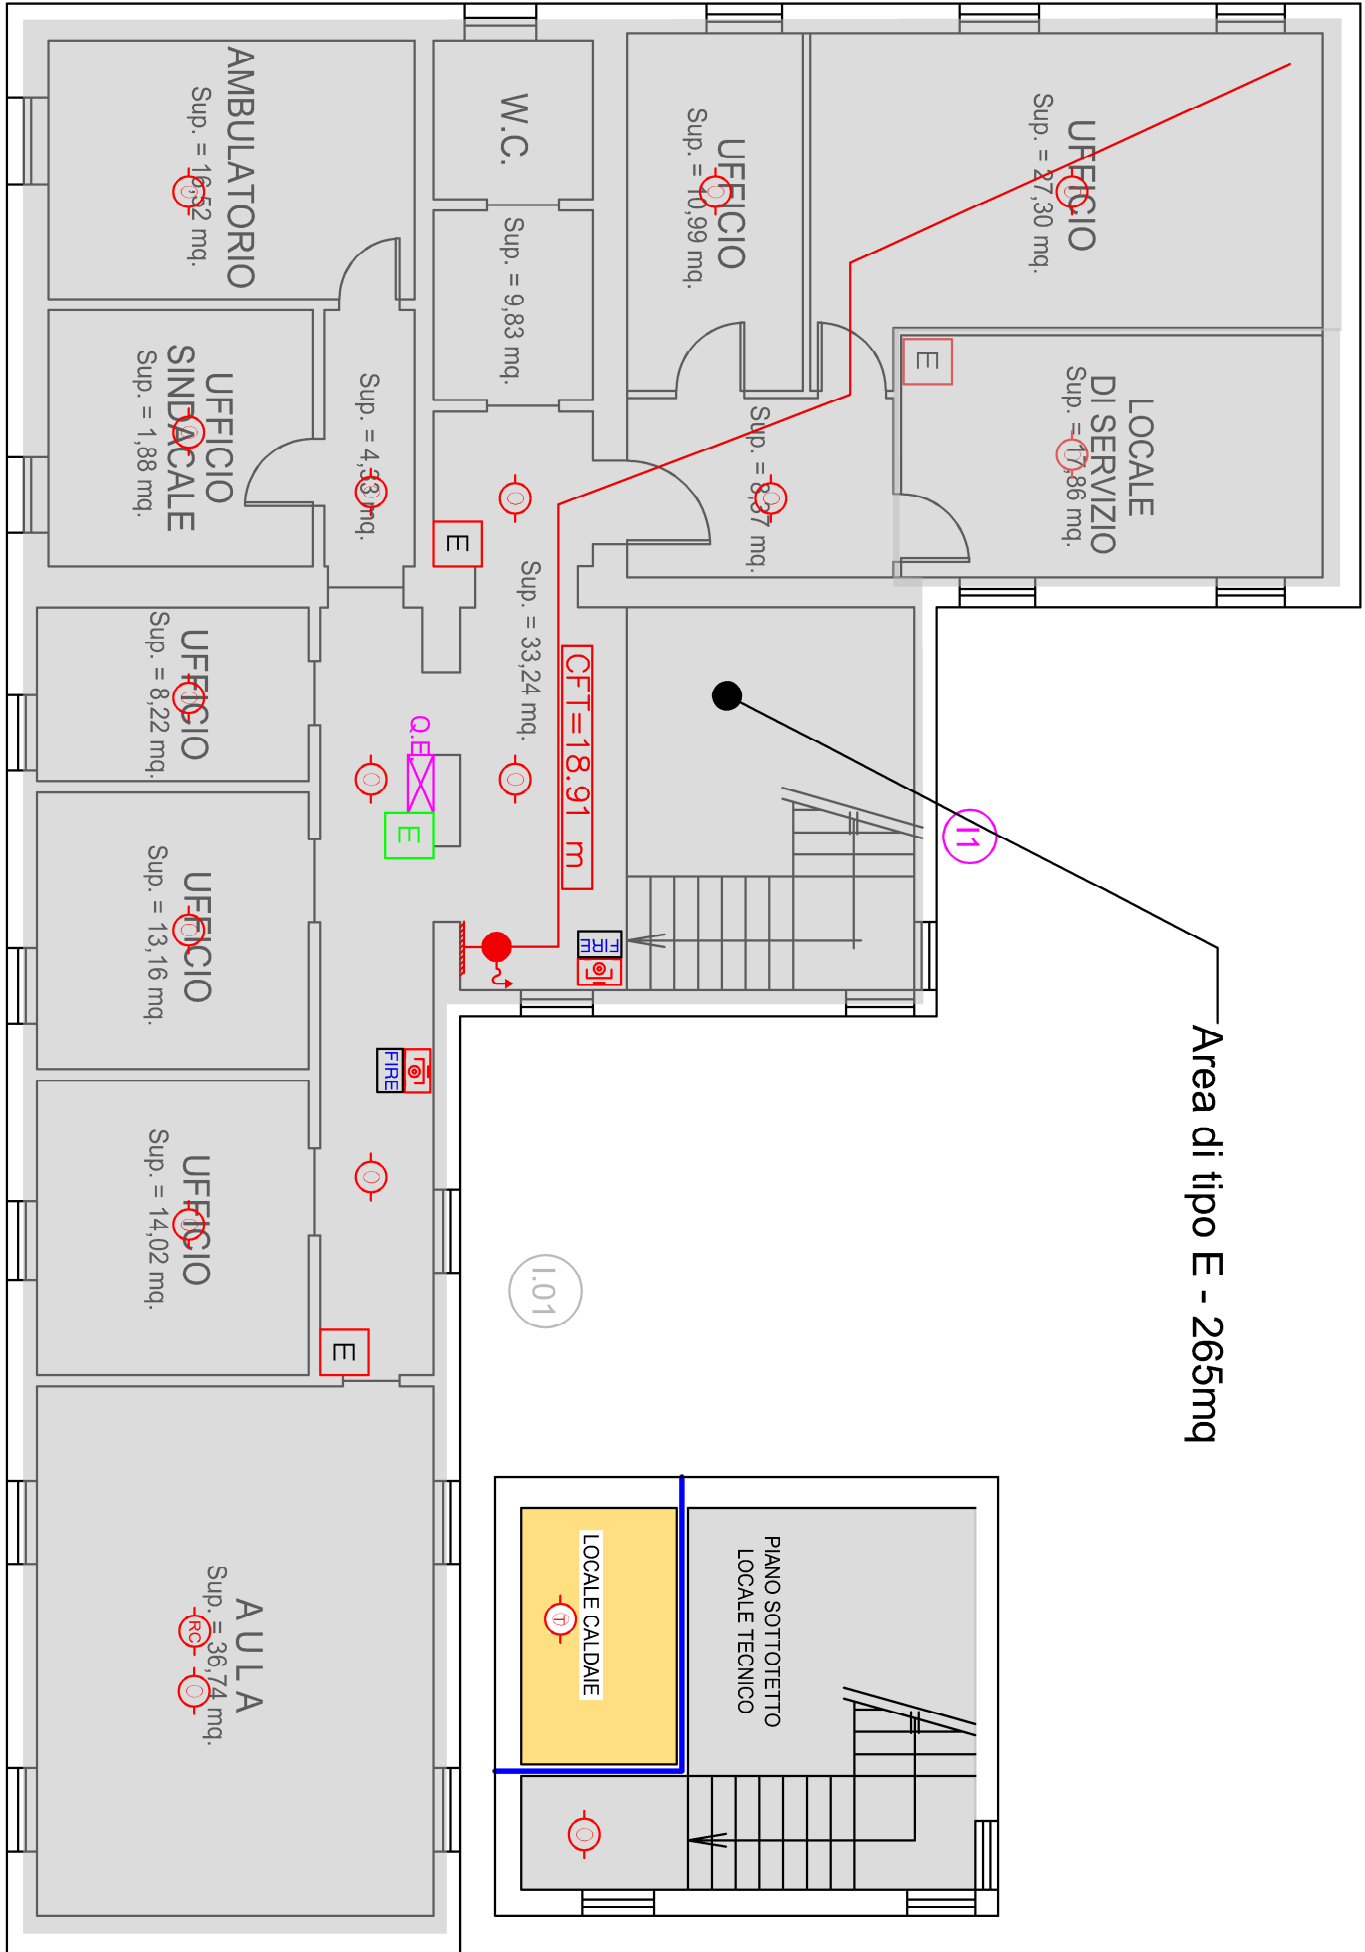 AMBULATORIO
Sup. = 16,52 mq.
W.C.
Sup. = 9,83 mq.
UFFICIO
Sup. = 10,99 mq.
UFFICIO
Sup. = 27,30 mq.
UFFICIO
SINDACALE
Sup. = 1,88 mq.
Sup. = 4,33 mq.
Sup. = 8,37 mq.
LOCALE
DI SERVIZIO
Sup. = 17,86 mq.
E
E
Sup. = 33,24 mq.
CFT=18.91 m
UFFICIO
Sup. = 8,22 mq.
Q.E.
E
I1
UFFICIO
Sup. = 13,16 mq.
FIRE
FIRE
Area di tipo E - 265mq
UFFICIO
Sup. = 14,02 mq.
I.01
E
A U L A
Sup. = 36,74 mq.
RC
LOCALE CALDAIE
T
PIANO SOTTOTETTO
LOCALE TECNICO